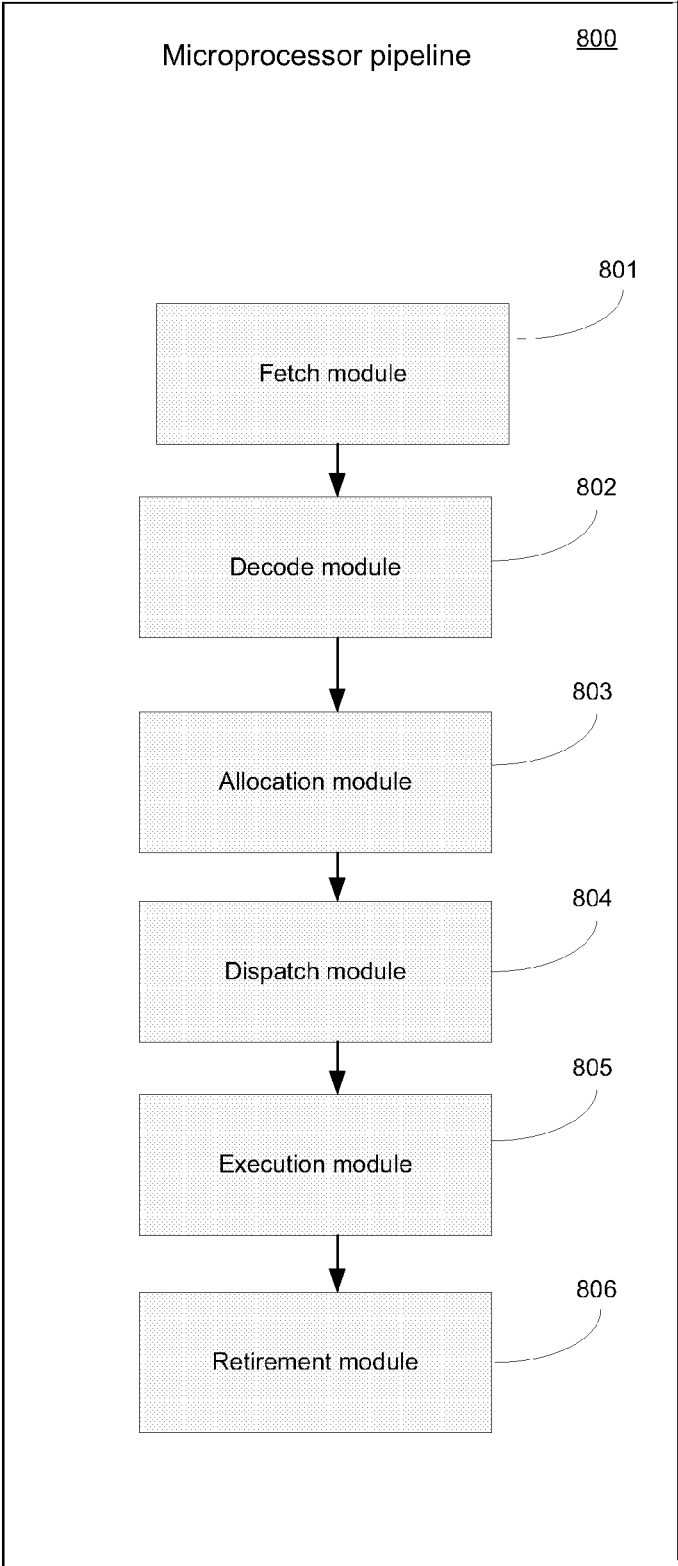 Microprocessor pipeline
800
801
Fetch module
802
Decode module
803
Allocation module
804
Dispatch module
805
Execution module
806
Retirement module